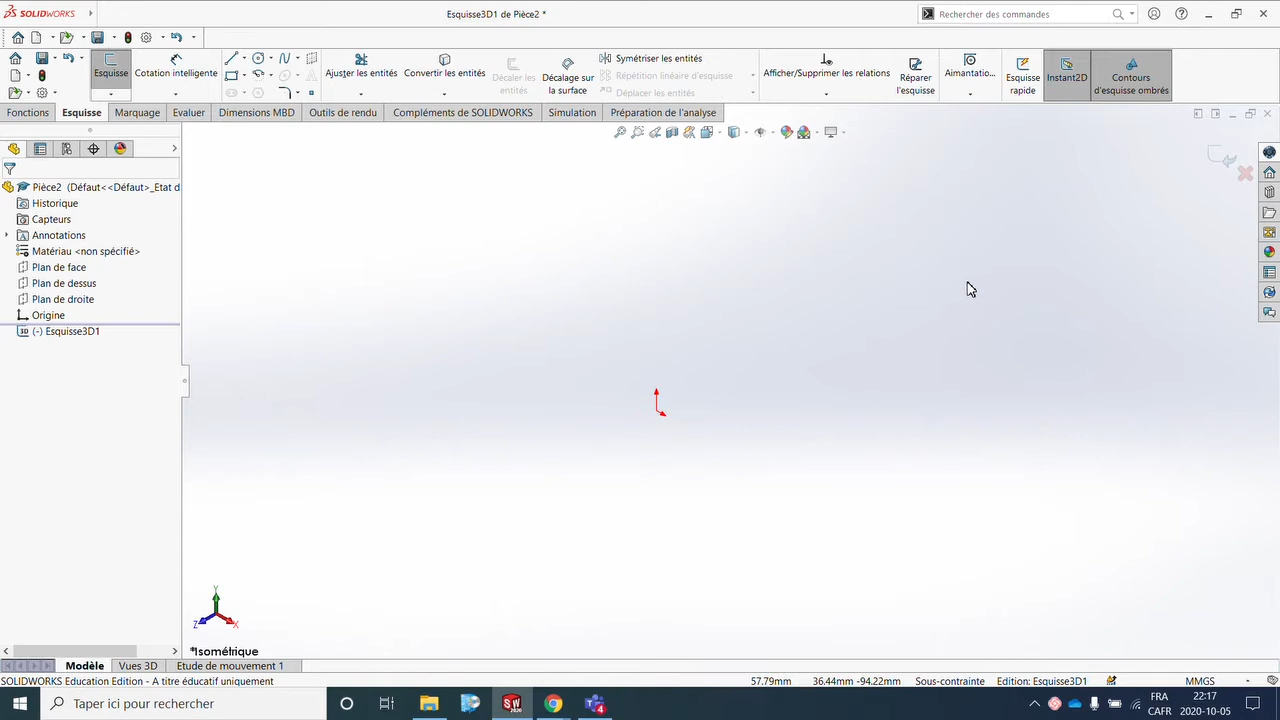 SOLIDWORKS
Esquisse3D1 de Pièce2 *
Rechercher des commandes
Esquisse
Cotation intelligente
Ajuster les entités
Convertir les entités
Décaler les entités
Décalage sur la surface
Symétriser les entités
Répétition linéaire d'esquisse
Déplacer les entités
Afficher/Supprimer les relations
Réparer l'esquisse
Aimantatio...
Esquisse rapide
Instant2D
Contours d'esquisse ombrés
Fonctions
Esquisse
Marquage
Evaluer
Dimensions MBD
Outils de rendu
Compléments de SOLIDWORKS
Simulation
Préparation de l'analyse
Pièce2 (Défaut<<Défaut>_Etat d
Historique
Capteurs
Annotations
Matériau <non spécifié>
Plan de face
Plan de dessus
Plan de droite
Origine
3D (-) Esquisse3D1
Y
Z
X
*Isométrique
Modèle
Vues 3D
Etude de mouvement 1
SOLIDWORKS Education Edition - A titre éducatif uniquement
57.79mm
36.44mm -94.22mm
Sous-contrainte
Edition: Esquisse3D1
MMGS
Taper ici pour rechercher
SW
2020
4
FRA
CAFR
22:17
2020-10-05